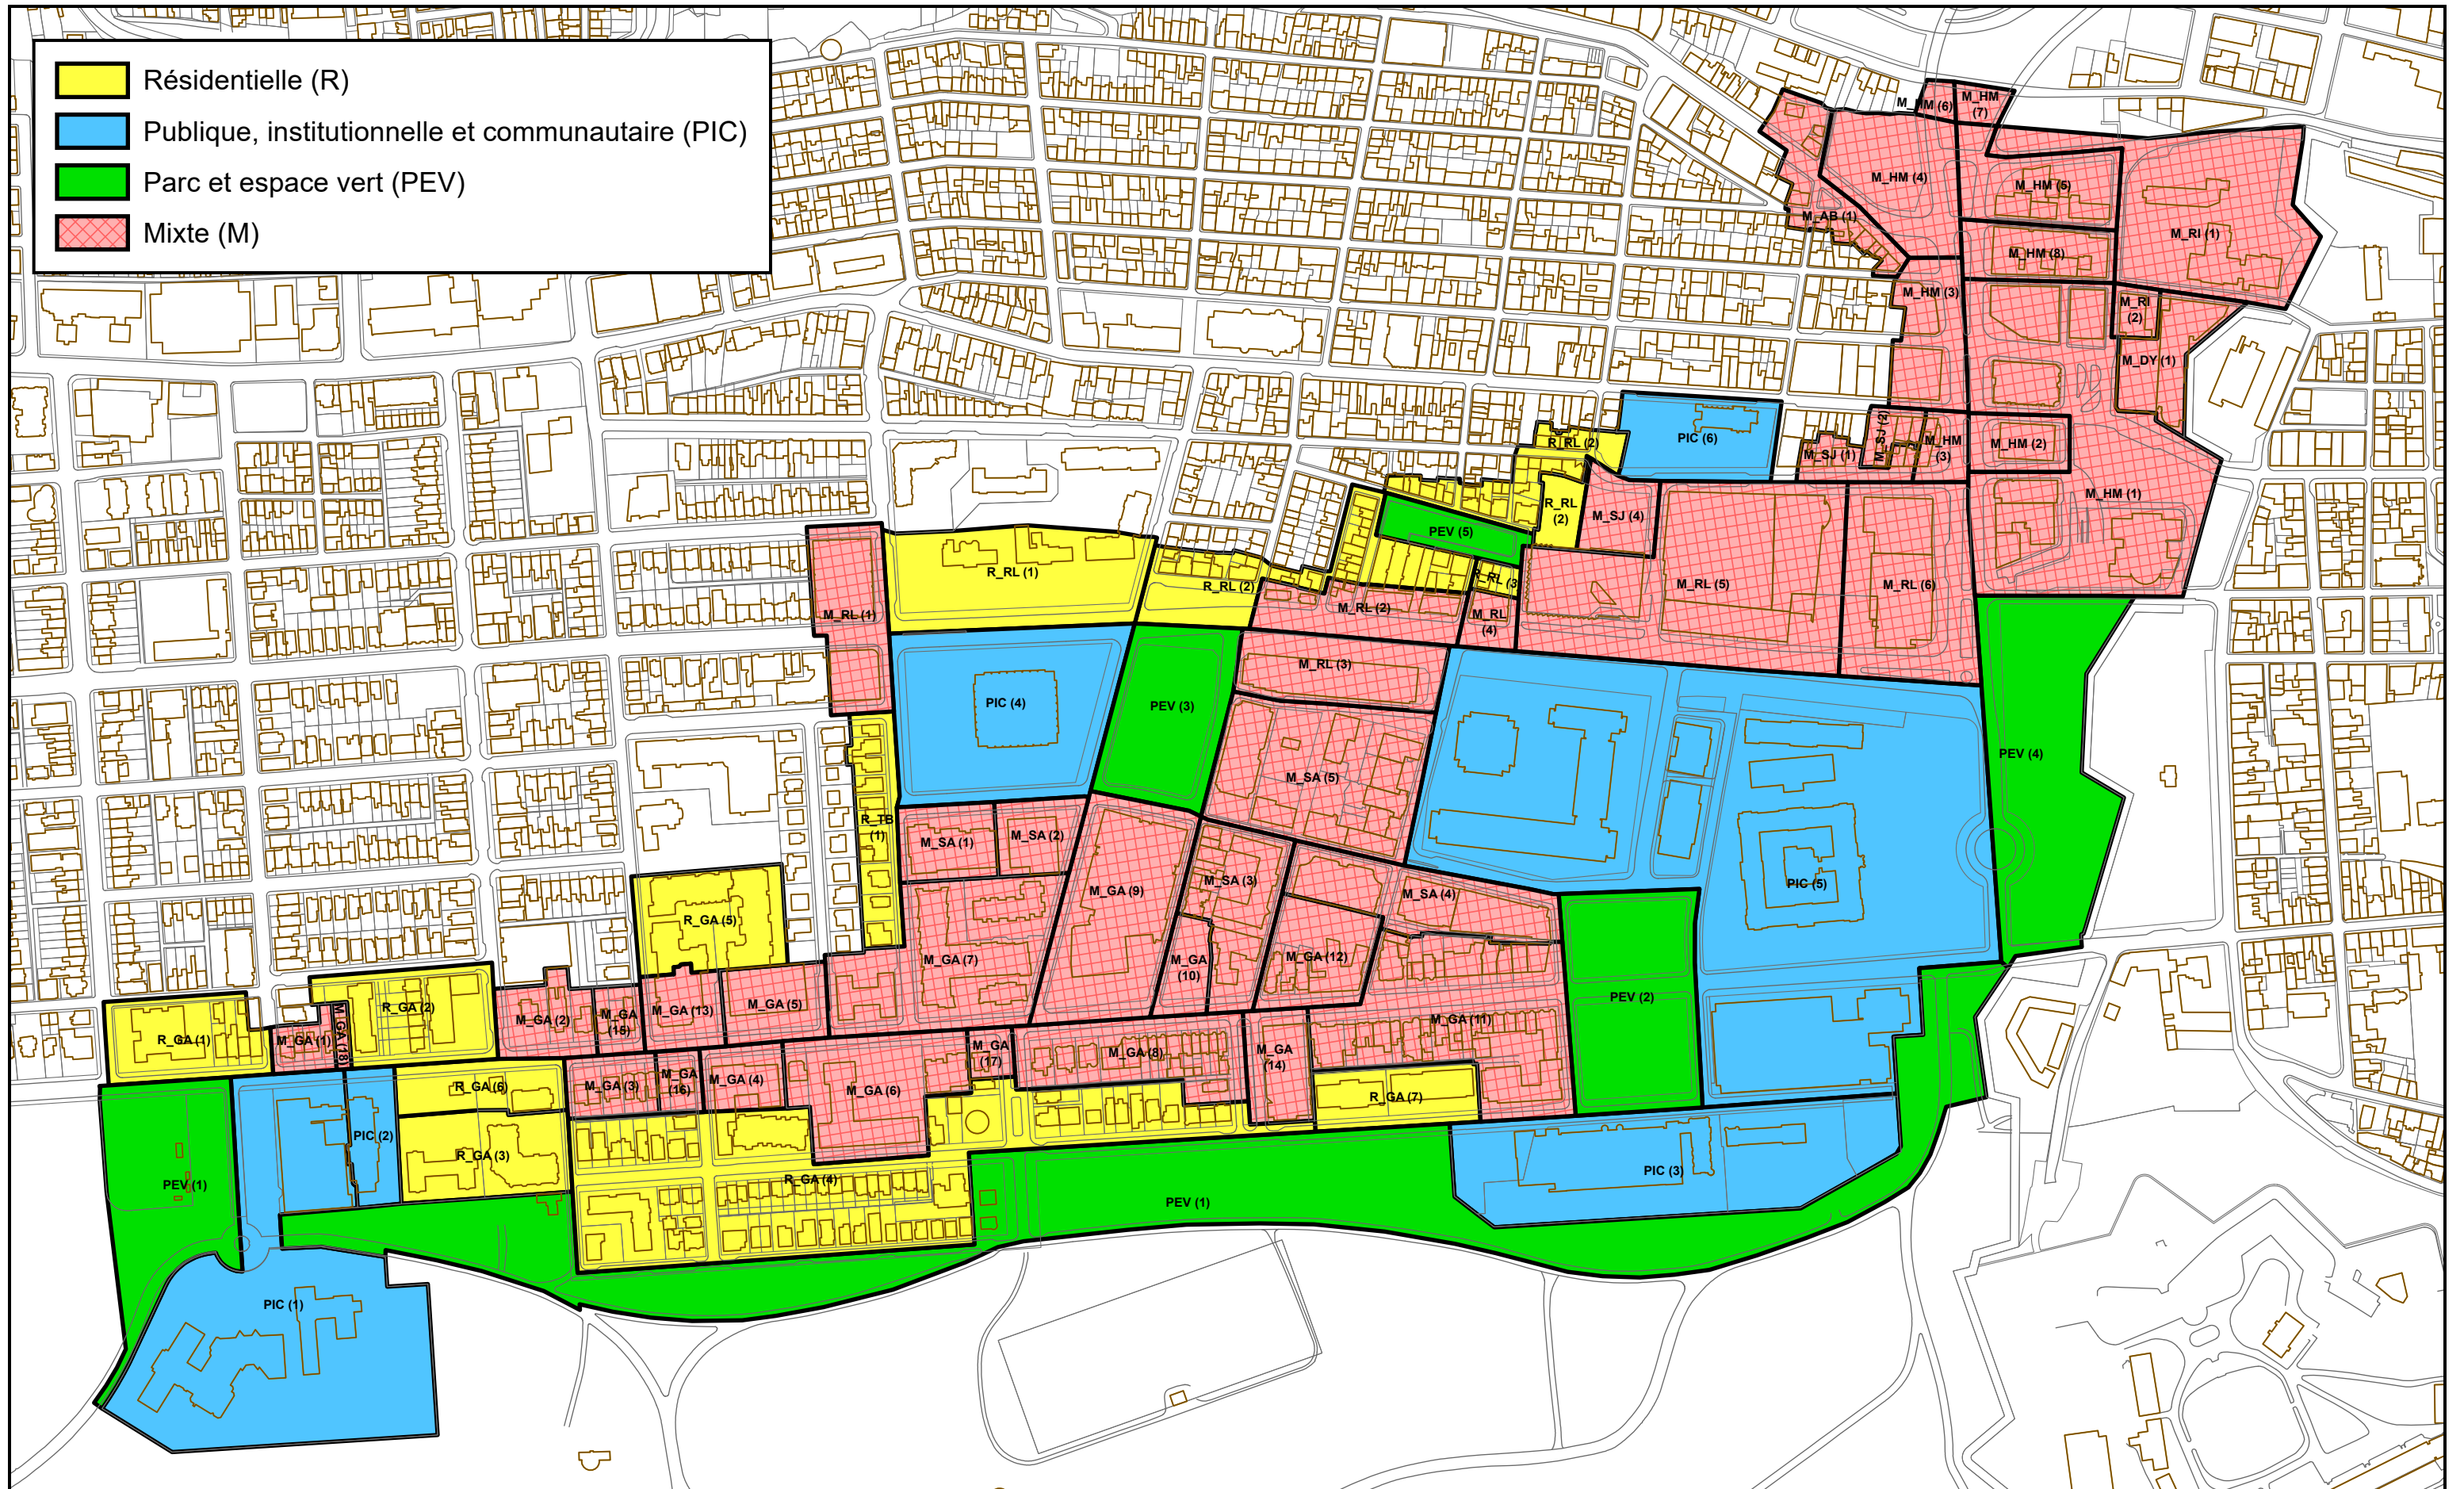 Résidentielle (R)
Publique, institutionnelle et communautaire (PIC)
Parc et espace vert (PEV)
Mixte (M)
M_HM (6)
M_HM
(7)
M_HM (4)
M_HM (5)
M_AB (1)
M_RI (1)
M_HM (8)
M_HM (3)
M_RI
(2)
M_DY (1)
R_RL (2)
PIC (6)
M_SJ (1)
M_SJ (2)
M_HM
(3)
M_HM (2)
M_HM (1)
R_RL
(2)
M_SJ (4)
PEV (5)
R_RL (1)
R_RL (2)
R_RL (3
M_RL (5)
M_RL (6)
M_RL (1)
M_RL (2)
M_RL
(4)
M_RL (3)
PIC (4)
PEV (3)
PEV (4)
M_SA (5)
R_TB
(1)
M_SA (1)
M_SA (2)
M_GA (9)
M_SA (3)
M_SA (4)
PIC (5)
R_GA (5)
M_GA (7)
M_GA
(10)
M_GA (12)
PEV (2)
R_GA (2)
M_GA (2)
M_GA
(15)
M_GA (13)
M_GA (5)
R_GA (1)
M_GA (1)
M_GA (18)
M_GA (11)
M_GA
(17)
M_GA (8)
M_GA
(14)
R_GA (6)
M_GA (3)
M_GA
(16)
M_GA (4)
M_GA (6)
R_GA (7)
PIC (2)
R_GA (3)
PEV (1)
R_GA (4)
PEV (1)
PIC (3)
PIC (1)